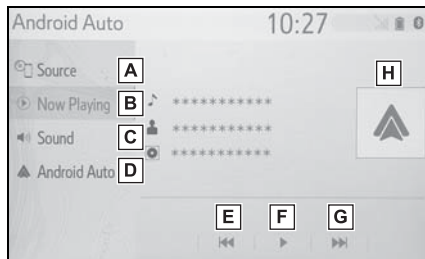 Android Auto 10:27
Source A
H
Now Playing B ***********
Sound C ***********
***********
Android Auto D
E F G